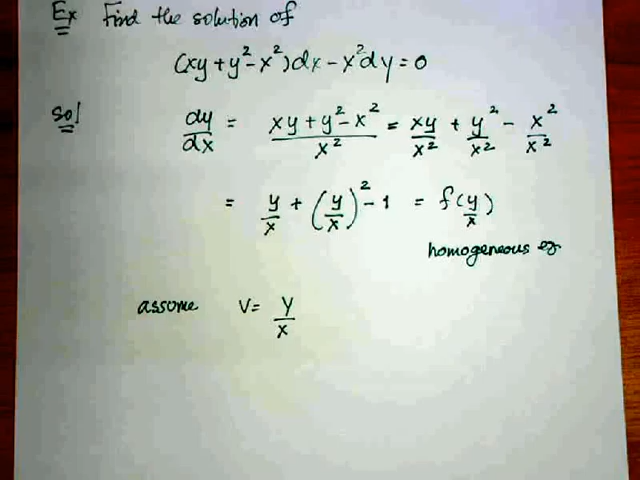 Ex Find the solution of
(xy + y² - x²)dx - x²dy = 0
Sol dy/dx = (xy + y² - x²)/x² = xy/x² + y²/x² - x²/x²
= y/x + (y/x)² - 1 = f(y/x)
homogeneous eq.
assume v = y/x